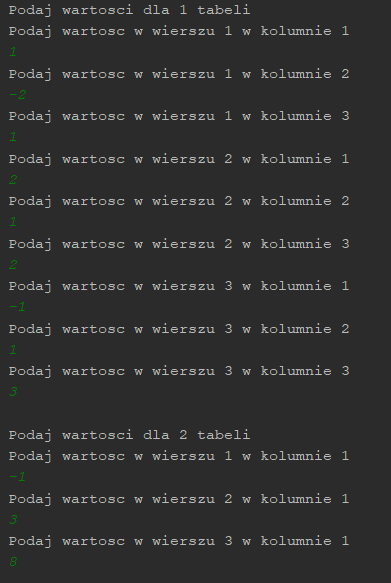 Podaj wartosci dla 1 tabeli
Podaj wartosc w wierszu 1 w kolumnie 1
1
Podaj wartosc w wierszu 1 w kolumnie 2
-2
Podaj wartosc w wierszu 1 w kolumnie 3
1
Podaj wartosc w wierszu 2 w kolumnie 1
2
Podaj wartosc w wierszu 2 w kolumnie 2
1
Podaj wartosc w wierszu 2 w kolumnie 3
2
Podaj wartosc w wierszu 3 w kolumnie 1
-1
Podaj wartosc w wierszu 3 w kolumnie 2
1
Podaj wartosc w wierszu 3 w kolumnie 3
3
Podaj wartosci dla 2 tabeli
Podaj wartosc w wierszu 1 w kolumnie 1
-1
Podaj wartosc w wierszu 2 w kolumnie 1
3
Podaj wartosc w wierszu 3 w kolumnie 1
8